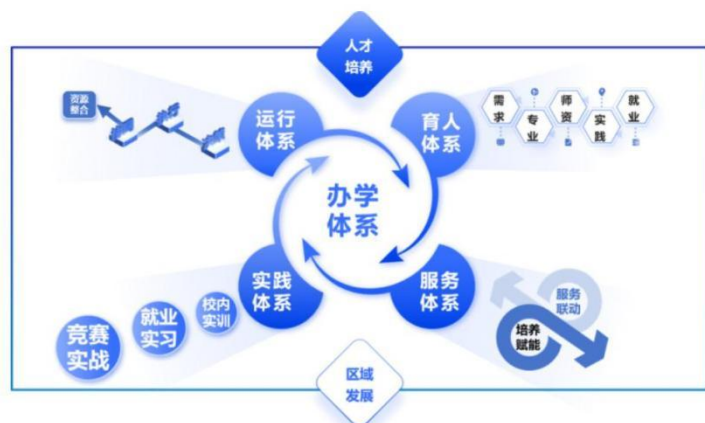 人才
培养
资源
整合
运行
体系
育人
体系
需求
专业
师资
实践
就业
办学
体系
实践
体系
服务
体系
竞赛
实战
就业
实习
校内
实训
服务
联动
培养
赋能
区域
发展